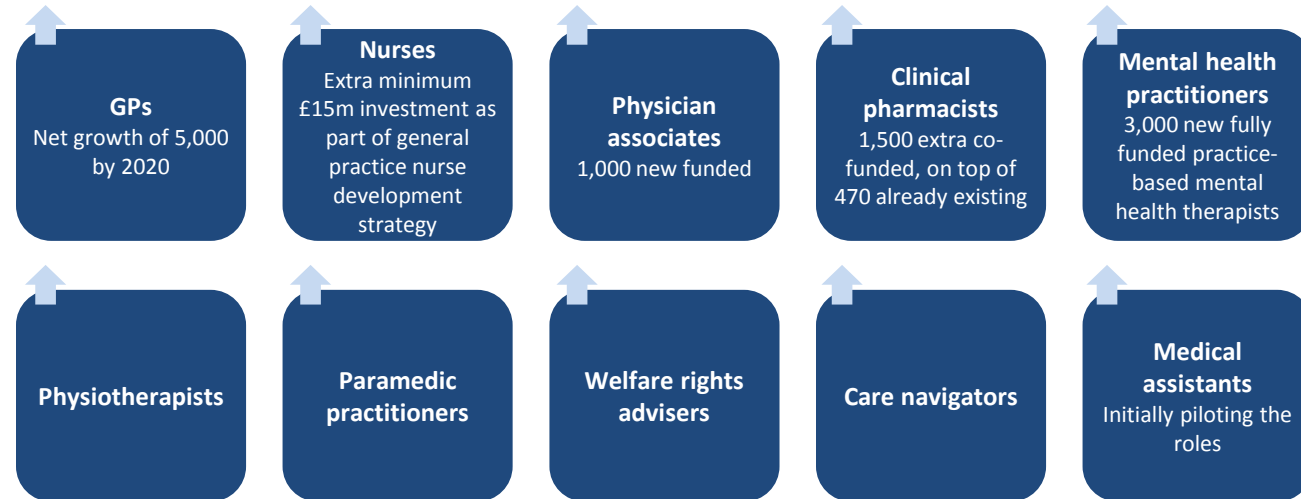 GPs
Net growth of 5,000
by 2020
Nurses
Extra minimum
£15m investment as
part of general
practice nurse
development
strategy
Physician
associates
1,000 new funded
Clinical
pharmacists
1,500 extra co-
funded, on top of
470 already existing
Mental health
practitioners
3,000 new fully
funded practice-
based mental
health therapists
Physiotherapists
Paramedic
practitioners
Welfare rights
advisers
Care navigators
Medical
assistants
Initially piloting the
roles